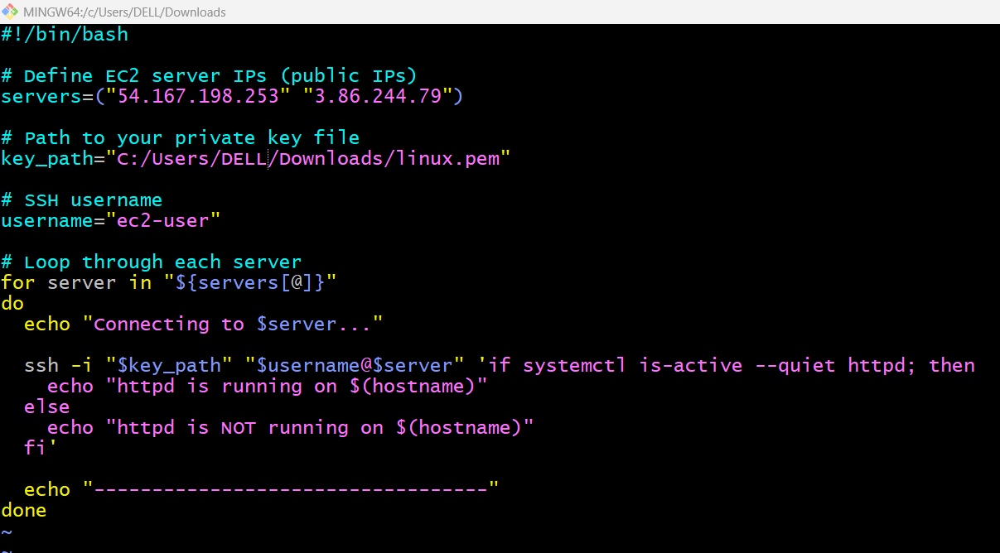 MINGW64:/c/Users/DELL/Downloads
#!/bin/bash
# Define EC2 server IPs (public IPs)
servers=("54.167.198.253" "3.86.244.79")
# Path to your private key file
key_path="C:/Users/DELL/Downloads/linux.pem"
# SSH username
username="ec2-user"
# Loop through each server
for server in "${servers[@]}"
do
  echo "Connecting to $server..."
  ssh -i "$key_path" "$username@$server" 'if systemctl is-active --quiet httpd; then
    echo "httpd is running on $(hostname)"
  else
    echo "httpd is NOT running on $(hostname)"
  fi'
  echo "----------------------------------"
done
~
~